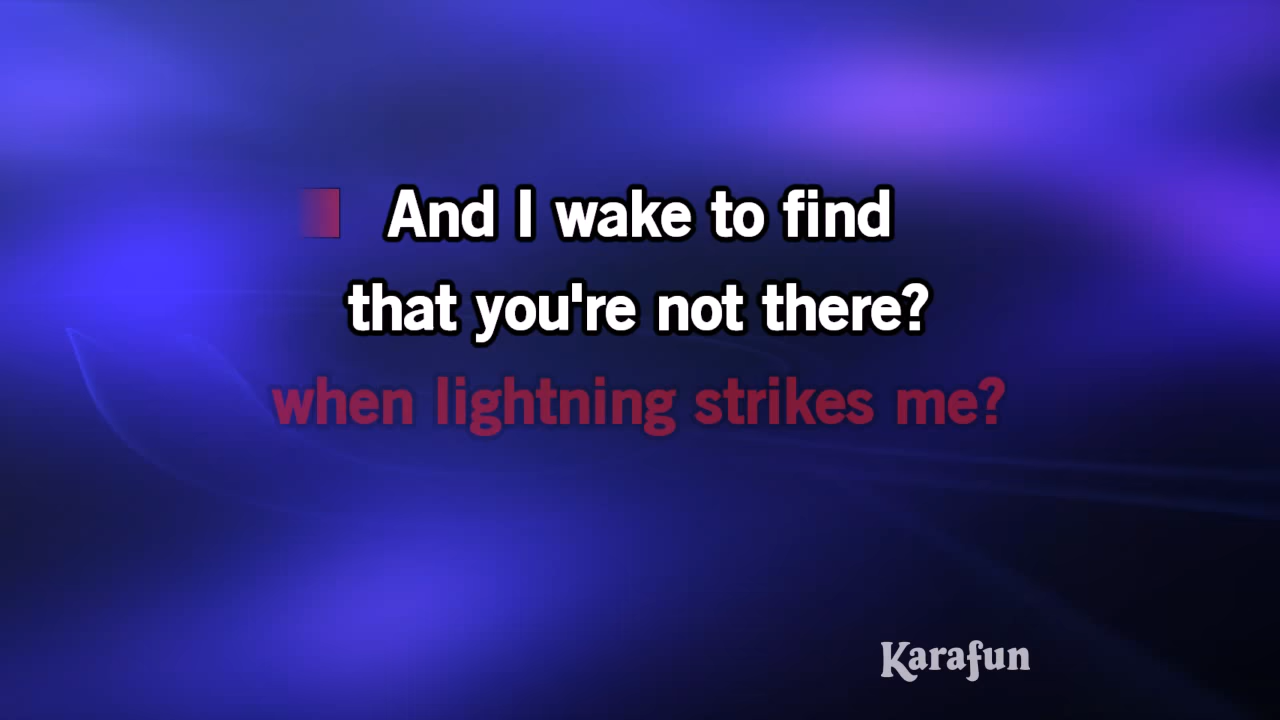 And I wake to find
that you're not there?
when lightning strikes me?
Karafun